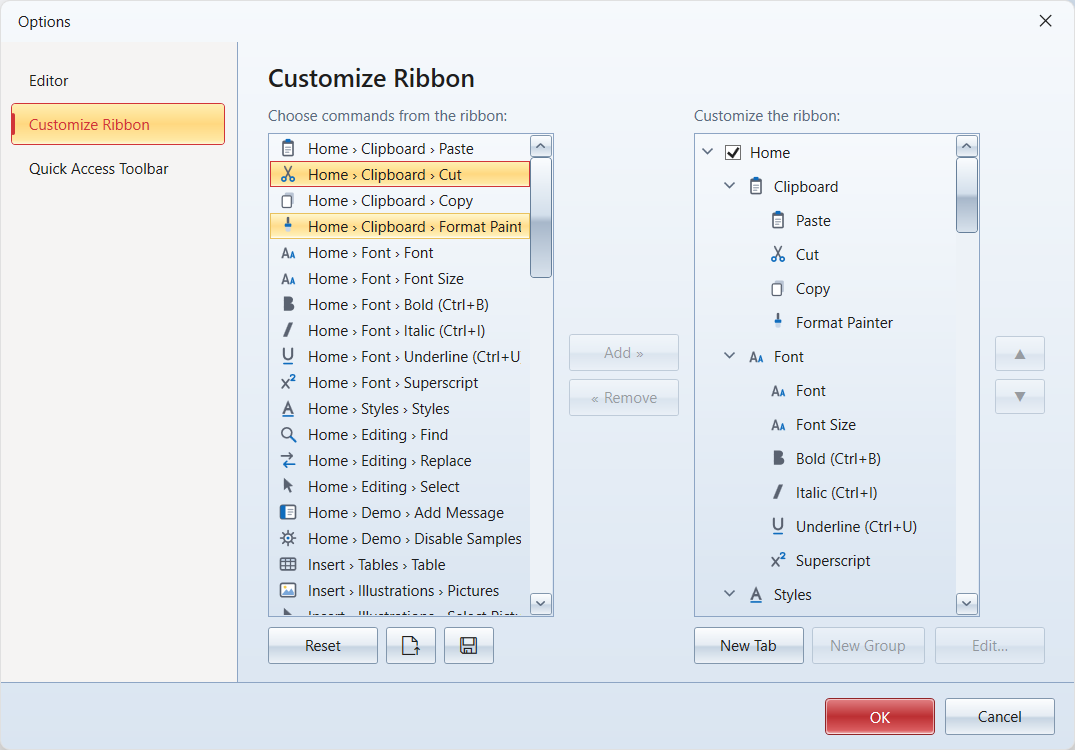 Options
Editor
Customize Ribbon
Quick Access Toolbar
Customize Ribbon
Choose commands from the ribbon:
Home › Clipboard › Paste
Home › Clipboard › Cut
Home › Clipboard › Copy
Home › Clipboard › Format Paint
Home › Font › Font
Home › Font › Font Size
Home › Font › Bold (Ctrl+B)
Home › Font › Italic (Ctrl+I)
Home › Font › Underline (Ctrl+U
Home › Font › Superscript
Home › Styles › Styles
Home › Editing › Find
Home › Editing › Replace
Home › Editing › Select
Home › Demo › Add Message
Home › Demo › Disable Samples
Insert › Tables › Table
Insert › Illustrations › Pictures
Insert › Illustrations › Select Pict
Reset
Add »
« Remove
Customize the ribbon:
Home
Clipboard
Paste
Cut
Copy
Format Painter
Font
Font
Font Size
Bold (Ctrl+B)
Italic (Ctrl+I)
Underline (Ctrl+U)
Superscript
Styles
New Tab
New Group
Edit...
OK
Cancel